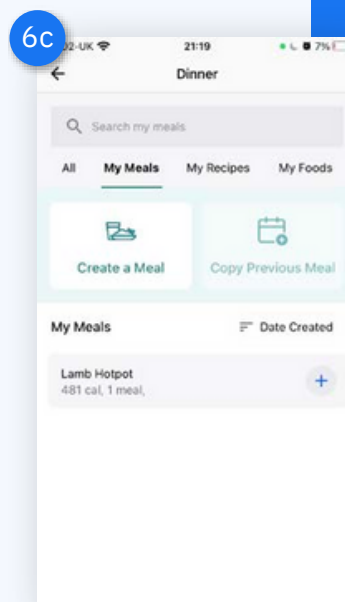 6c
02-UK 21:19 7%
Dinner
Search my meals
All My Meals My Recipes My Foods
Create a Meal Copy Previous Meal
My Meals Date Created
Lamb Hotpot
481 cal, 1 meal,